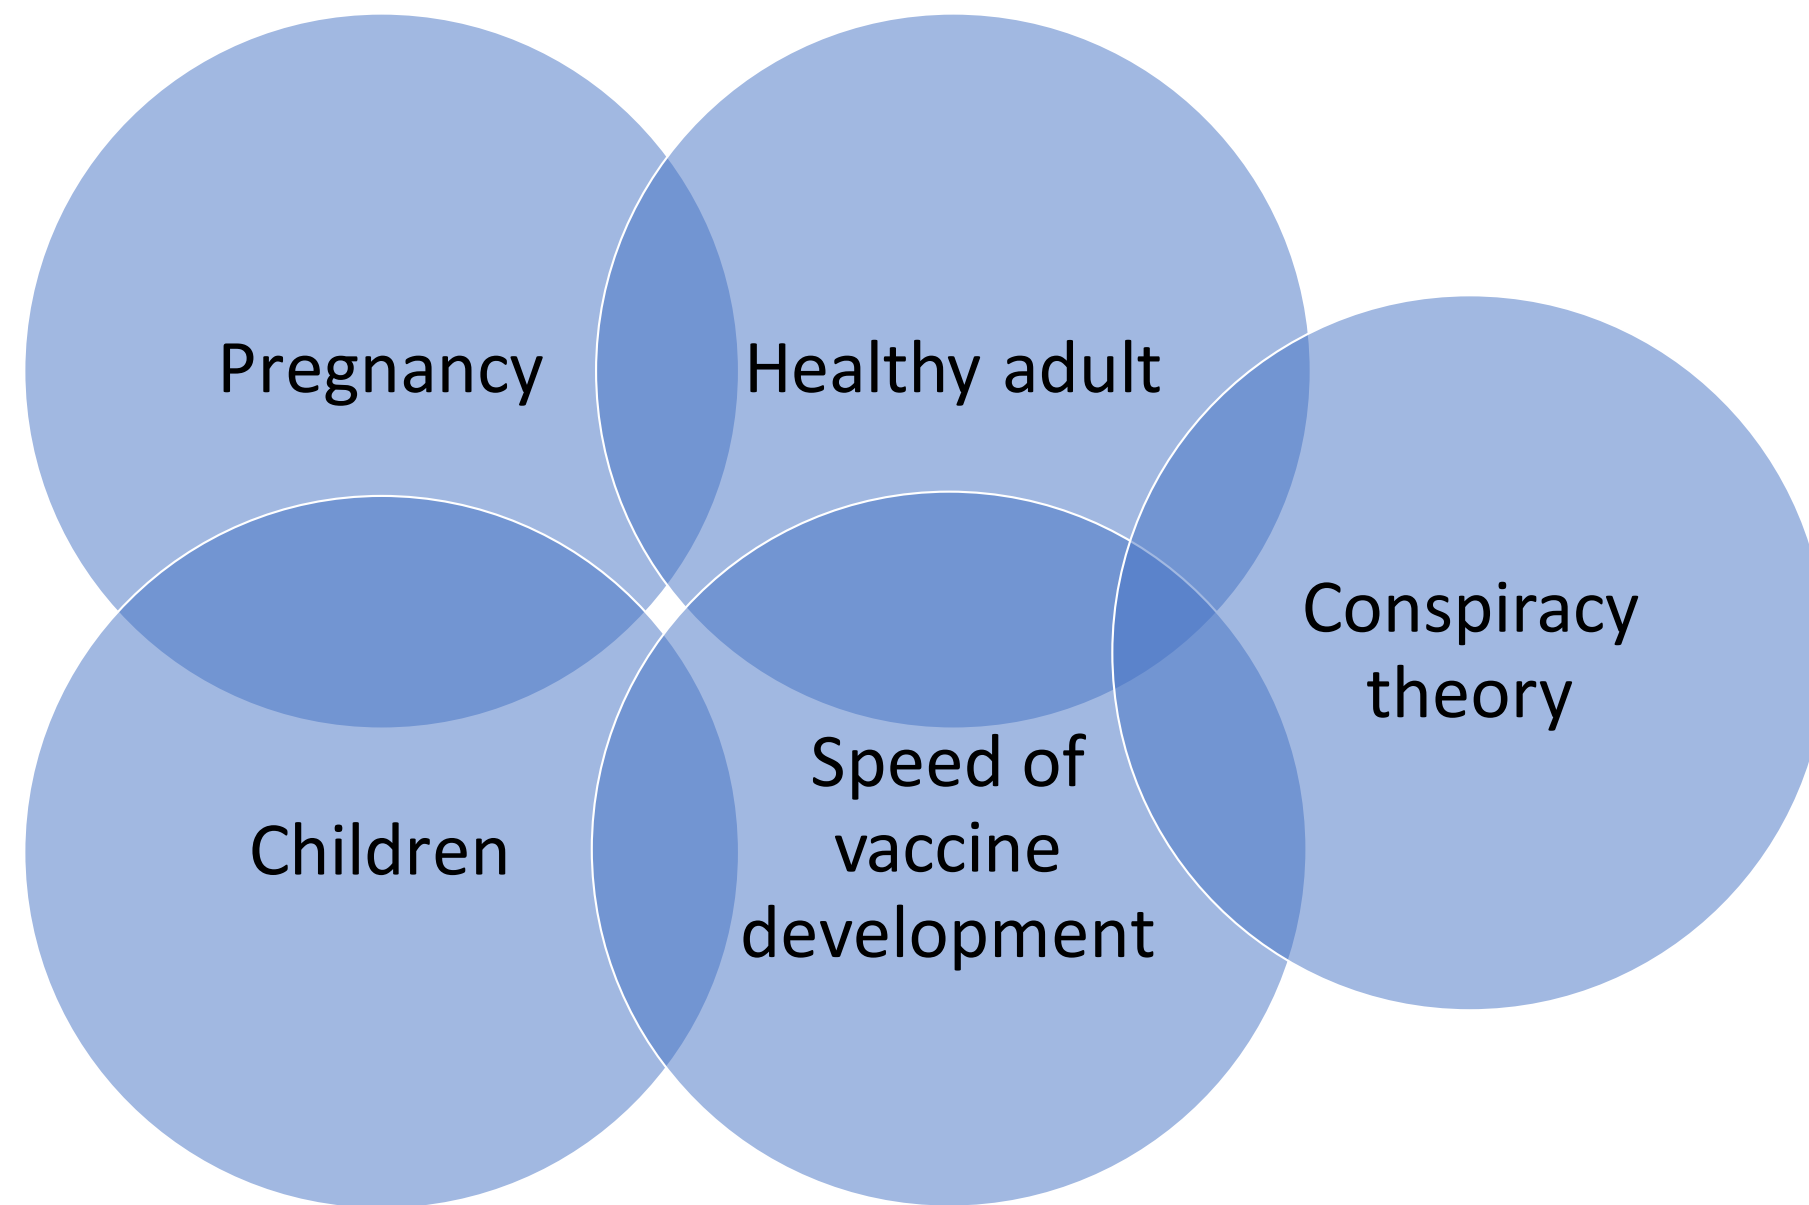 Pregnancy
Healthy adult
Conspiracy
theory
Children
Speed of
vaccine
development